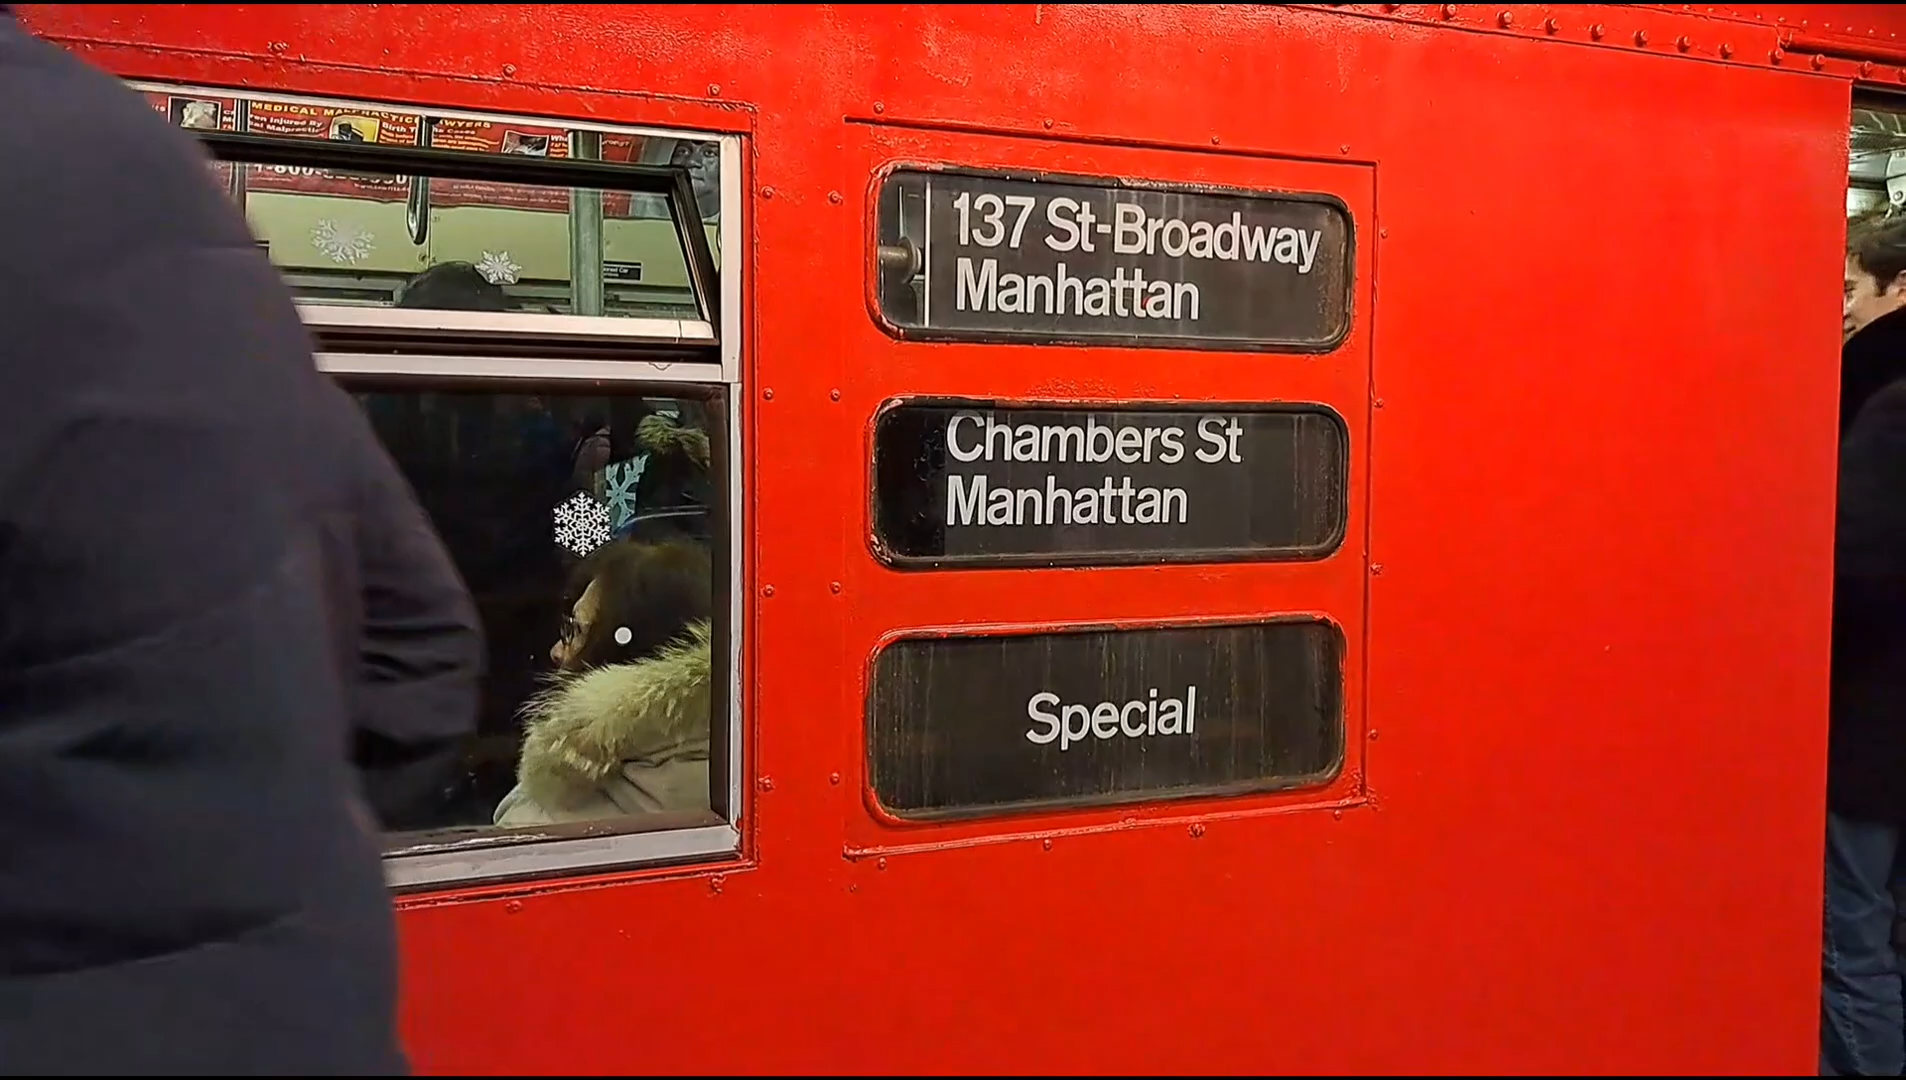 MEDICAL MALPRACTICE LAWYERS
137 St-Broadway
Manhattan
Chambers St
Manhattan
Special